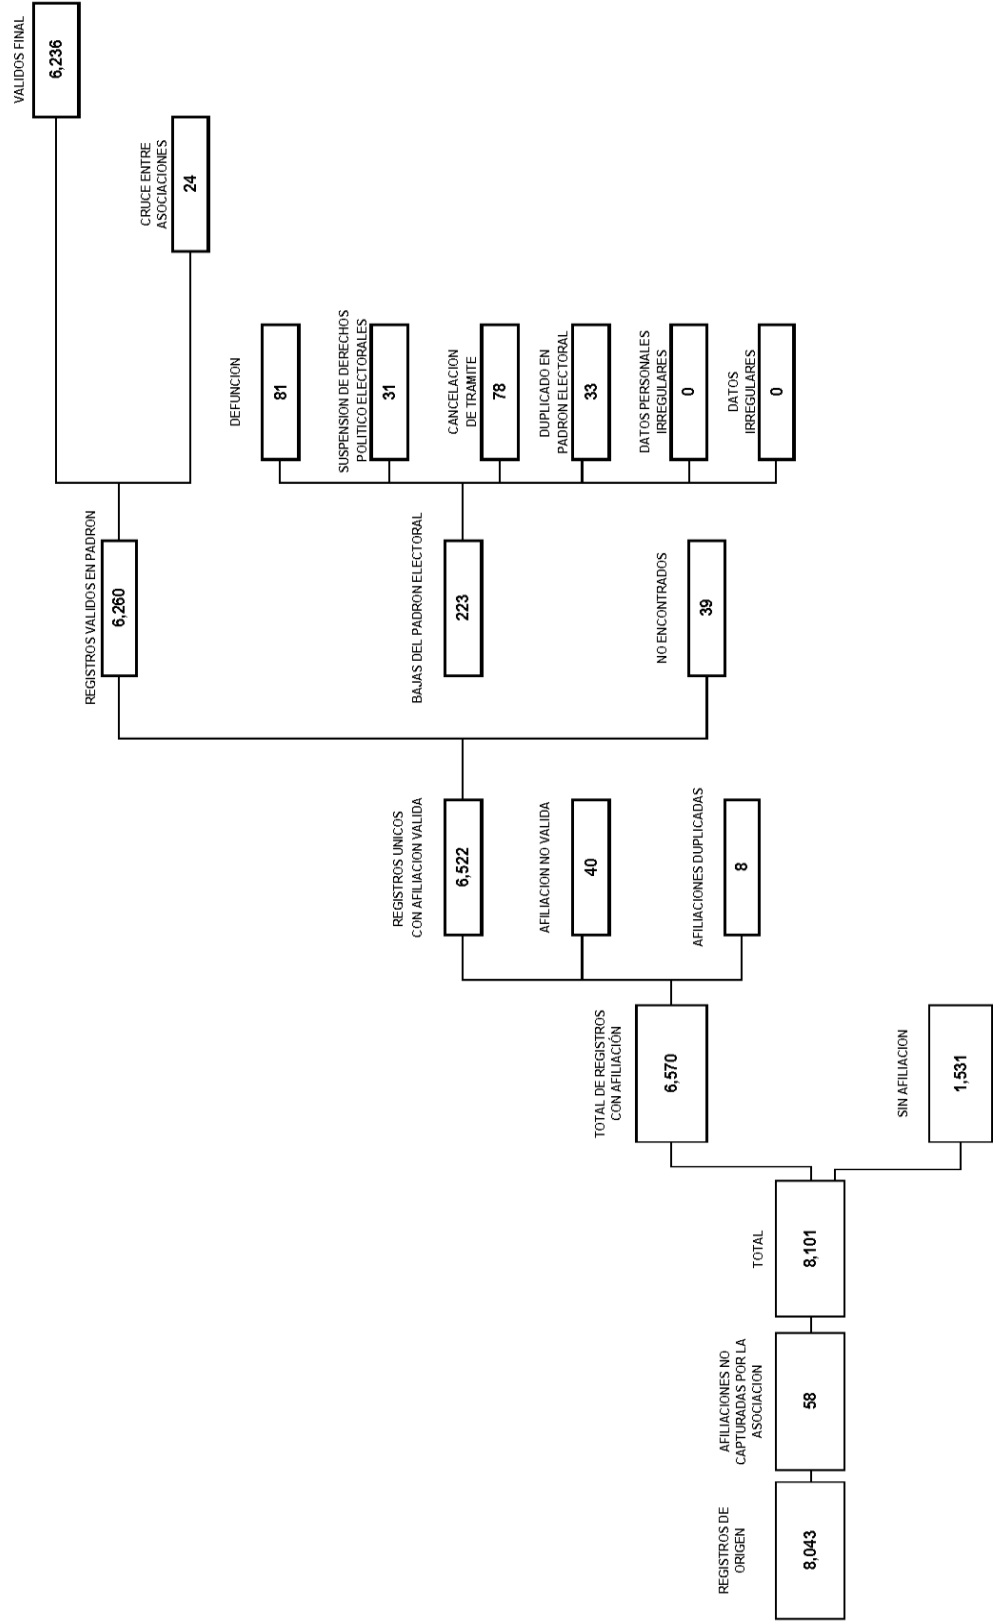 REGISTROS DE
ORIGEN
8,043
AFILIACIONES NO
CAPTURADAS POR LA
ASOCIACION
58
TOTAL
8,101
TOTAL DE REGISTROS
CON AFILIACIÓN
6,570
SIN AFILIACION
1,531
REGISTROS UNICOS
CON AFILIACION VALIDA
6,522
AFILIACION NO VALIDA
40
AFILIACIONES DUPLICADAS
8
REGISTROS VALIDOS EN PADRON
6,260
BAJAS DEL PADRON ELECTORAL
223
NO ENCONTRADOS
39
DEFUNCION
81
SUSPENSION DE DERECHOS
POLITICO ELECTORALES
31
CANCELACION
DE TRAMITE
78
DUPLICADO EN
PADRON ELECTORAL
33
DATOS PERSONALES
IRREGULARES
0
DATOS
IRREGULARES
0
VALIDOS FINAL
6,236
CRUCE ENTRE
ASOCIACIONES
24